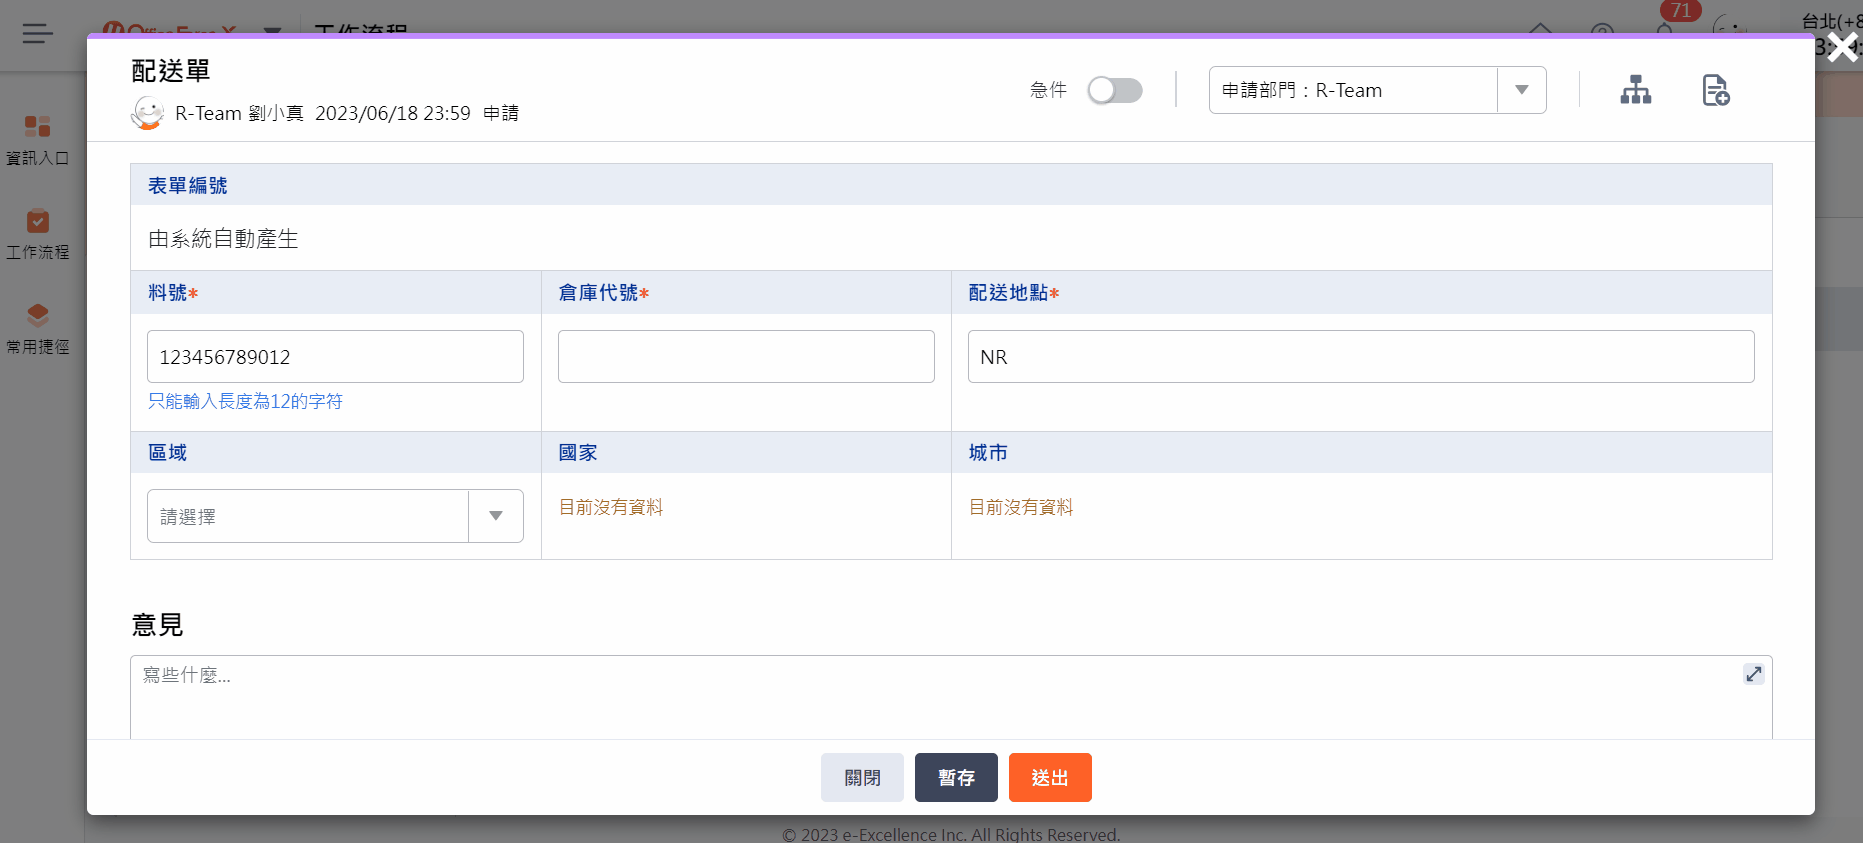 工作流程
71
台北(+8
配送單
R-Team 劉小真 2023/06/18 23:59 申請
急件
申請部門：R-Team
資訊入口
工作流程
常用捷徑
表單編號
由系統自動產生
料號* 倉庫代號* 配送地點*
123456789012 NR
只能輸入長度為12的字符
區域 國家 城市
請選擇 目前沒有資料 目前沒有資料
意見
寫些什麼...
關閉 暫存 送出
© 2023 e-Excellence Inc. All Rights Reserved.